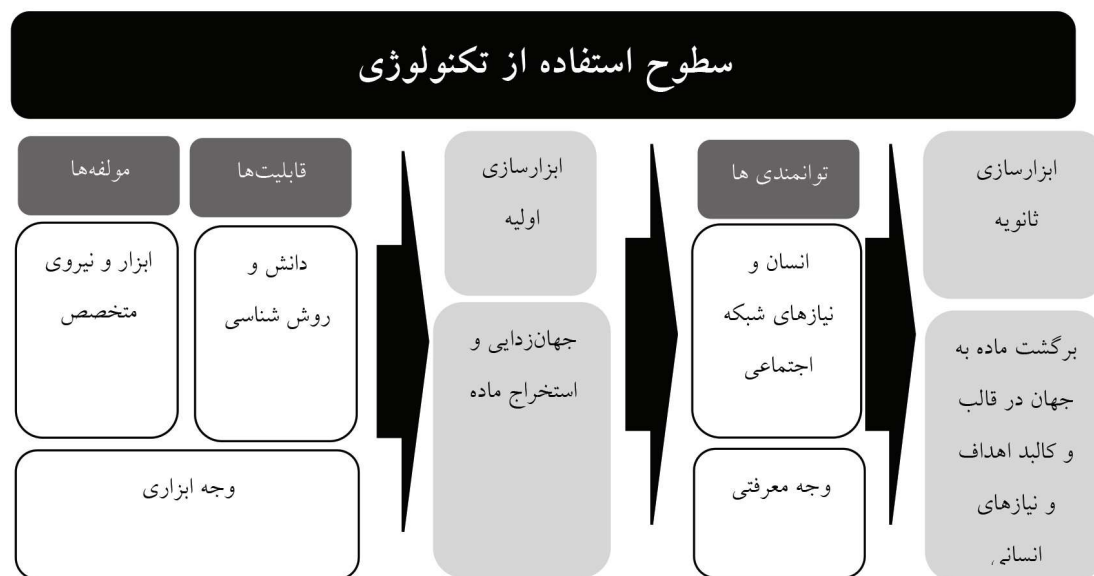 سطوح استفاده از تکنولوژی
مولفه‌ها
ابزار و نیروی
متخصص
قابلیت‌ها
دانش و
روش شناسی
وجه ابزاری
ابزارسازی
اولیه
جهان‌زدایی و
استخراج ماده
توانمندی ها
انسان و
نیازهای شبکه
اجتماعی
وجه معرفتی
ابزارسازی
ثانویه
برگشت ماده به
جهان در قالب
و کالبد اهداف
و نیازهای
انسانی